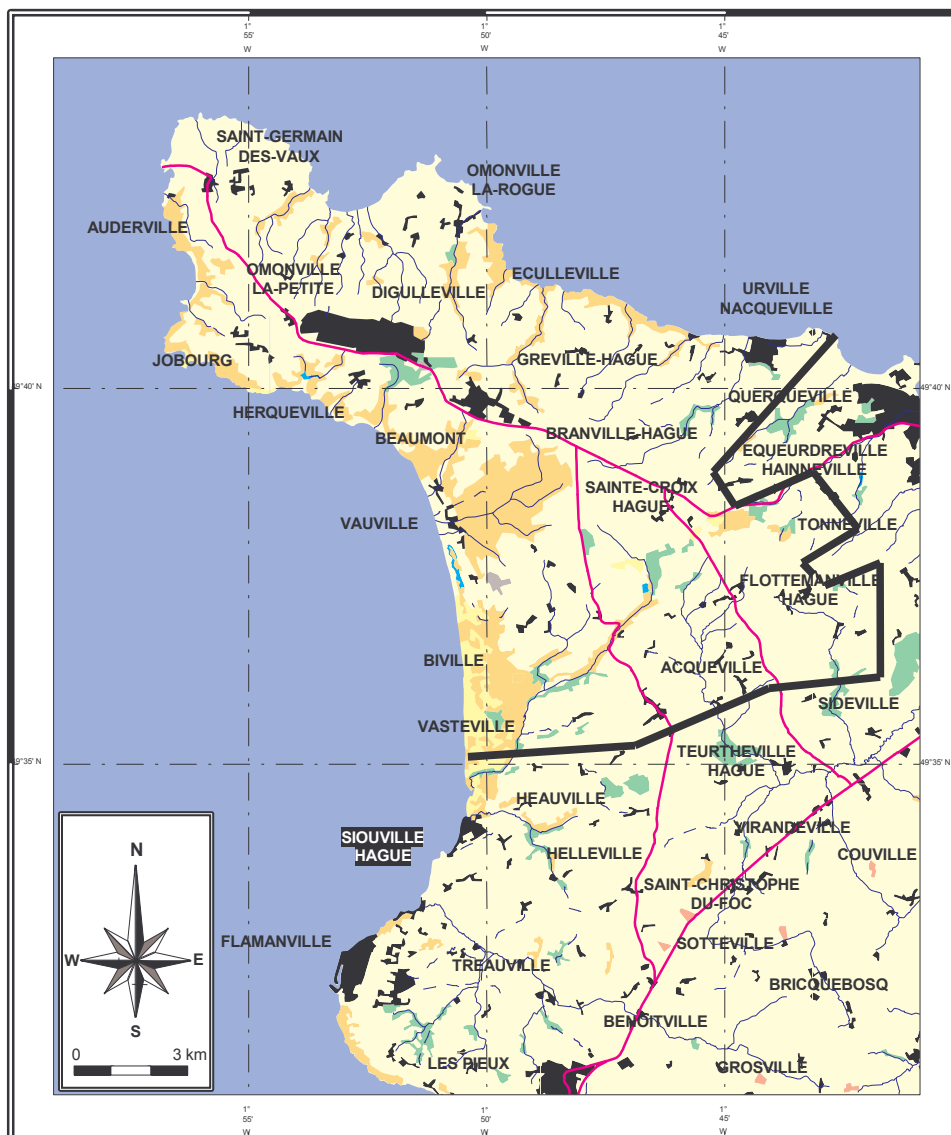 1°
55'
W
1°
50'
W
1°
45'
W
SAINT-GERMAIN
DES-VAUX
OMONVILLE
LA-ROGUE
AUDERVILLE
OMONVILLE
LA-PETITE
DIGULLEVILLE
ECULLEVILLE
URVILLE
NACQUEVILLE
JOBOURG
GREVILLE-HAGUE
49°40' N
49°40' N
HERQUEVILLE
QUERQUEVILLE
BEAUMONT
BRANVILLE-HAGUE
EQUEURDREVILLE
HAINNEVILLE
SAINTE-CROIX
HAGUE
VAUVILLE
TONNEVILLE
FLOTTEMANVILLE
HAGUE
BIVILLE
ACQUEVILLE
SIDEVILLE
VASTEVILLE
TEURTHEVILLE
HAGUE
49°35' N
49°35' N
HEAUVILLE
VIRANDEVILLE
SIOUVILLE
HAGUE
HELLEVILLE
COUVILLE
SAINT-CHRISTOPHE
DU-FOC
FLAMANVILLE
SOTTEVILLE
TREAUVILLE
BRICQUEBOSQ
BENOITVILLE
LES PIEUX
GROSVILLE
N
W
E
S
0
3 km
1°
55'
W
1°
50'
W
1°
45'
W